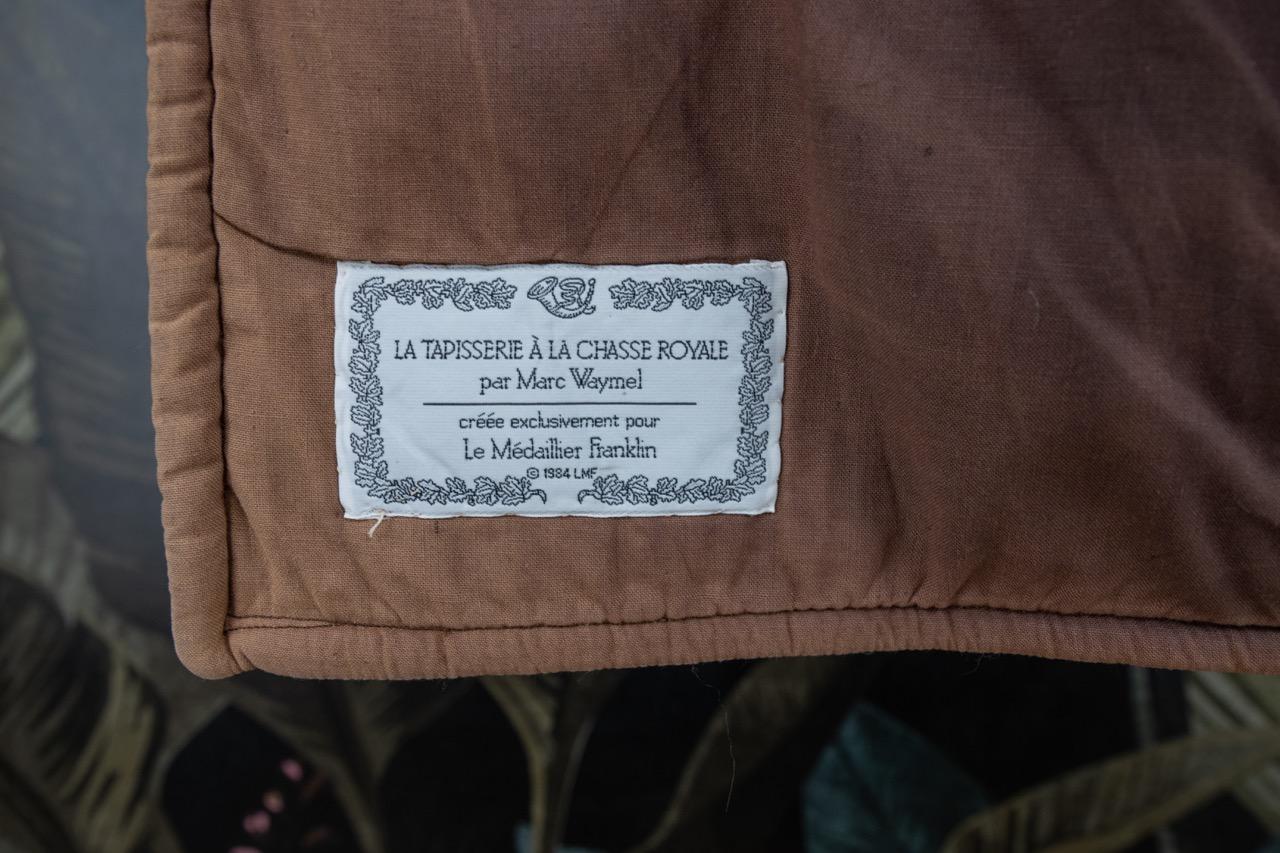 LA TAPISSERIE À LA CHASSE ROYALE
par Marc Waymel
créée exclusivement pour
Le Médaillier Franklin
© 1984 LMF